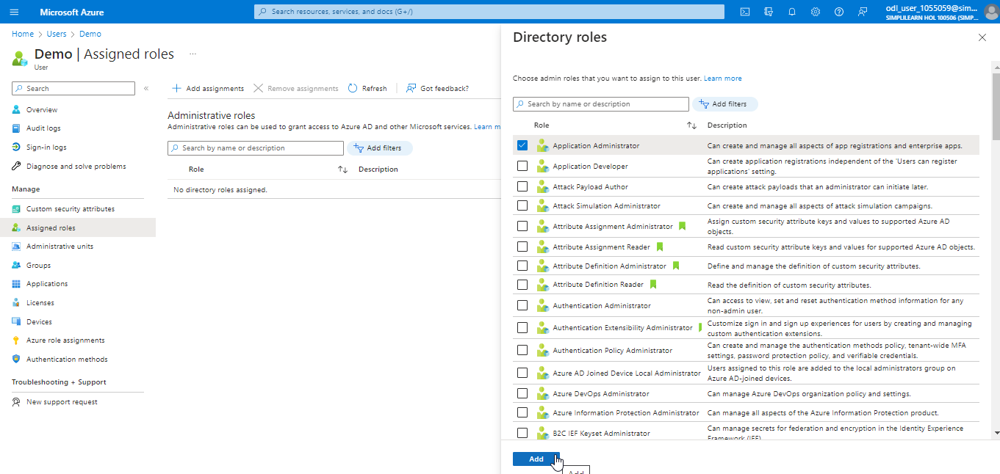 Microsoft Azure
Search resources, services, and docs (G+/)
odl_user_1055059@sim...
SIMPLILEARN HOL 100506 (SIMP...
Home > Users > Demo
Demo | Assigned roles ...
User
Search
«
Overview
Audit logs
Sign-in logs
Diagnose and solve problems
Manage
Custom security attributes
Assigned roles
Administrative units
Groups
Applications
Licenses
Devices
Azure role assignments
Authentication methods
Troubleshooting + Support
New support request
Add assignments
Remove assignments
Refresh
Got feedback?
Administrative roles
Administrative roles can be used to grant access to Azure AD and other Microsoft services. Learn m
Search by name or description
Add filters
Role
Description
No directory roles assigned.
Directory roles
Choose admin roles that you want to assign to this user. Learn more
Search by name or description
Add filters
Role
Description
Application Administrator
Can create and manage all aspects of app registrations and enterprise apps.
Application Developer
Can create application registrations independent of the 'Users can register
applications' setting.
Attack Payload Author
Can create attack payloads that an administrator can initiate later.
Attack Simulation Administrator
Can create and manage all aspects of attack simulation campaigns.
Attribute Assignment Administrator
Assign custom security attribute keys and values to supported Azure AD
objects.
Attribute Assignment Reader
Read custom security attribute keys and values for supported Azure AD objects.
Attribute Definition Administrator
Define and manage the definition of custom security attributes.
Attribute Definition Reader
Read the definition of custom security attributes.
Authentication Administrator
Can access to view, set and reset authentication method information for any
non-admin user.
Authentication Extensibility Administrator
Customize sign in and sign up experiences for users by creating and managing
custom authentication extensions.
Authentication Policy Administrator
Can create and manage the authentication methods policy, tenant-wide MFA
settings, password protection policy, and verifiable credentials.
Azure AD Joined Device Local Administrator
Users assigned to this role are added to the local administrators group on
Azure AD-joined devices.
Azure DevOps Administrator
Can manage Azure DevOps organization policy and settings.
Azure Information Protection Administrator
Can manage all aspects of the Azure Information Protection product.
B2C IEF Keyset Administrator
Can manage secrets for federation and encryption in the Identity Experience
Framework (IEF)
Add
Add